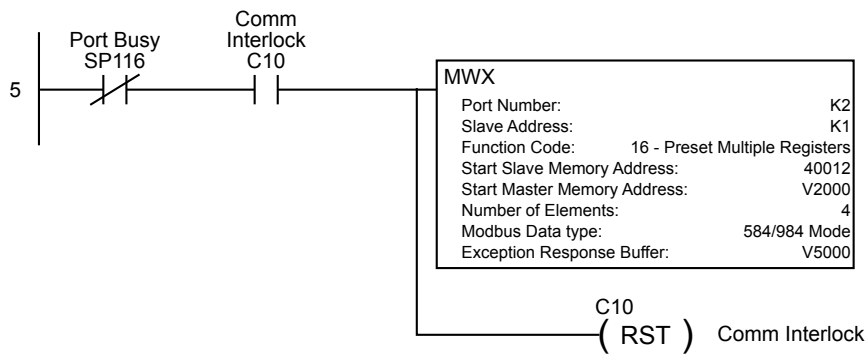 Port Busy
SP116
Comm
Interlock
C10
5
MWX
Port Number: K2
Slave Address: K1
Function Code: 16 - Preset Multiple Registers
Start Slave Memory Address: 40012
Start Master Memory Address: V2000
Number of Elements: 4
Modbus Data type: 584/984 Mode
Exception Response Buffer: V5000
C10
( RST ) Comm Interlock